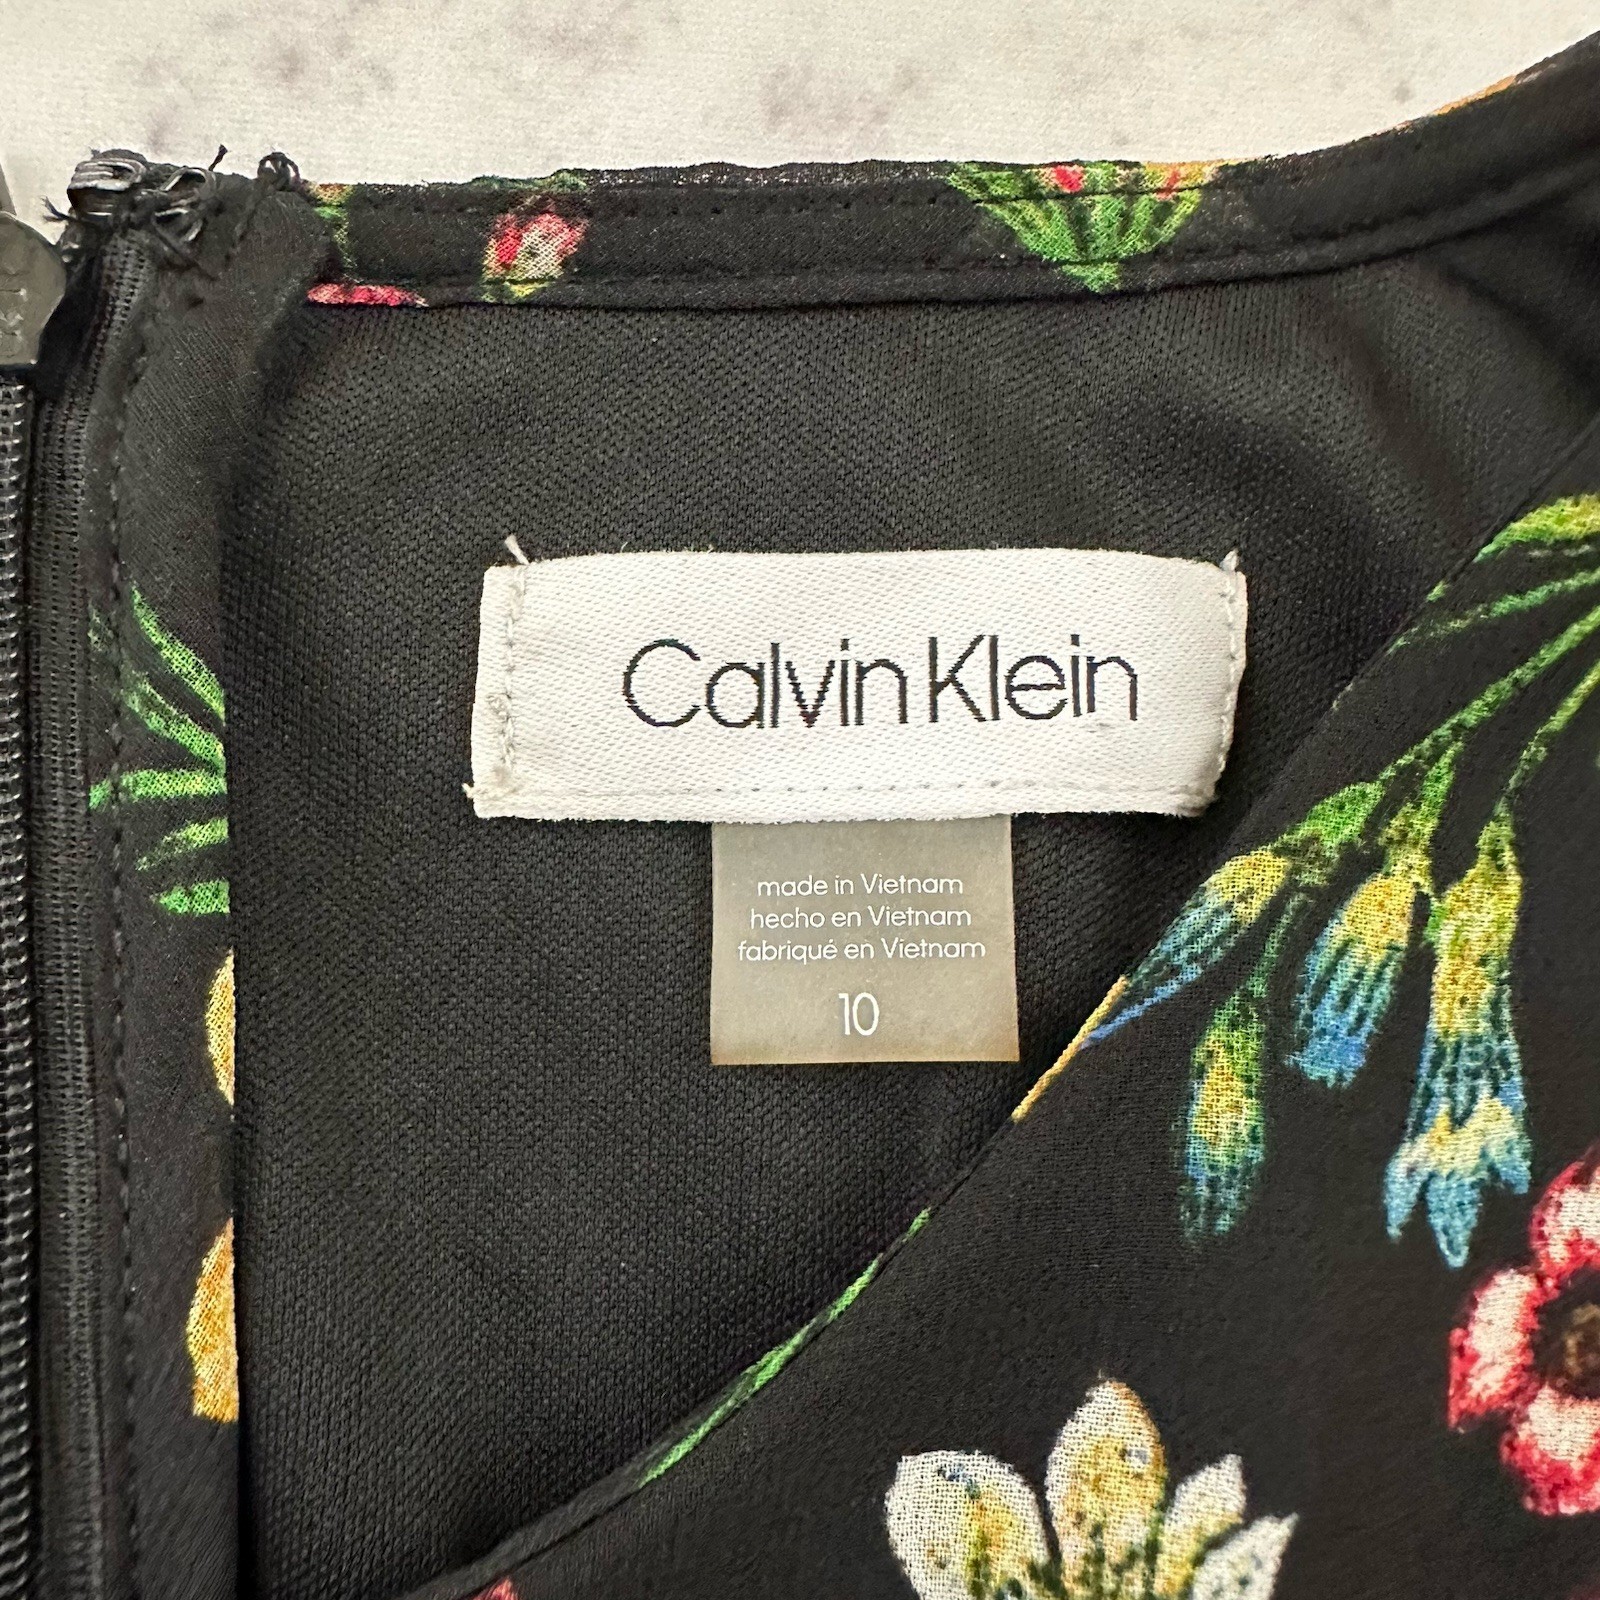 Calvin Klein
made in Vietnam
hecho en Vietnam
fabriqué en Vietnam
10